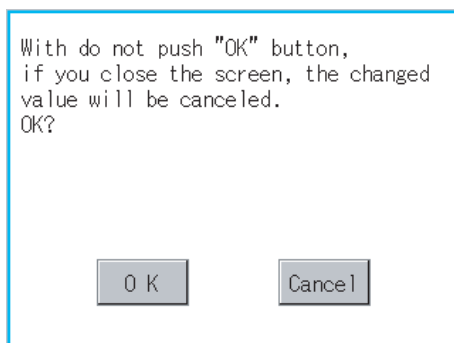 With do not push "OK" button,
if you close the screen, the changed
value will be canceled.
OK?
O K
Cancel